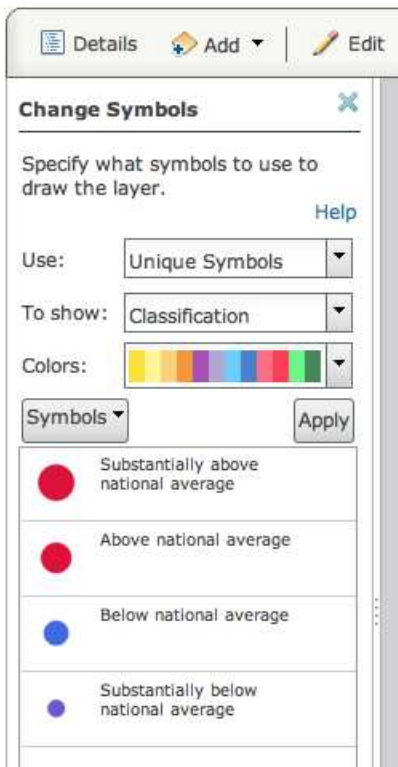 Details Add Edit
Change Symbols
Specify what symbols to use to
draw the layer.
Help
Use: Unique Symbols
To show: Classification
Colors:
Symbols Apply
Substantially above
national average
Above national average
Below national average
Substantially below
national average